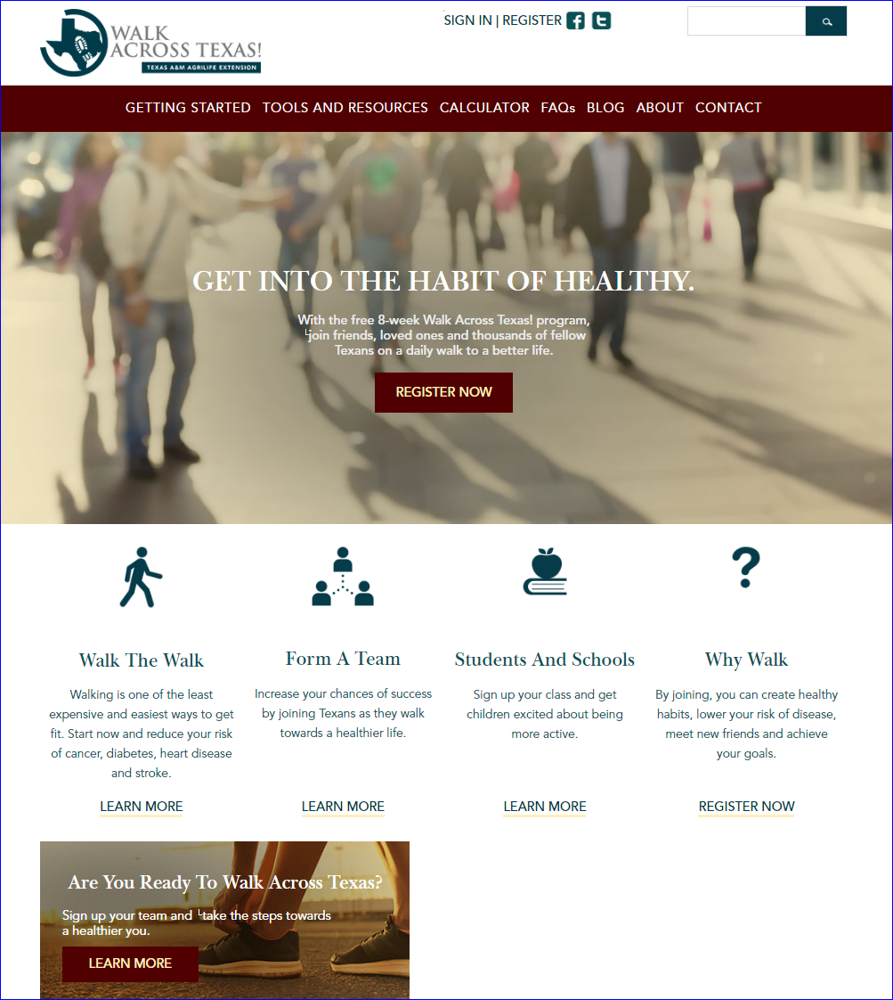 WALK
ACROSS TEXAS!
TEXAS A&M AGRILIFE EXTENSION
SIGN IN | REGISTER
GETTING STARTED TOOLS AND RESOURCES CALCULATOR FAQs BLOG ABOUT CONTACT
GET INTO THE HABIT OF HEALTHY.
With the free 8-week Walk Across Texas! program,
join friends, loved ones and thousands of fellow
Texans on a daily walk to a better life.
REGISTER NOW
Walk The Walk
Walking is one of the least
expensive and easiest ways to get
fit. Start now and reduce your risk
of cancer, diabetes, heart disease
and stroke.
LEARN MORE
Form A Team
Increase your chances of success
by joining Texans as they walk
towards a healthier life.
LEARN MORE
Students And Schools
Sign up your class and get
children excited about being
more active.
LEARN MORE
Why Walk
By joining, you can create healthy
habits, lower your risk of disease,
meet new friends and achieve
your goals.
REGISTER NOW
Are You Ready To Walk Across Texas?
Sign up your team and take the steps towards
a healthier you.
LEARN MORE